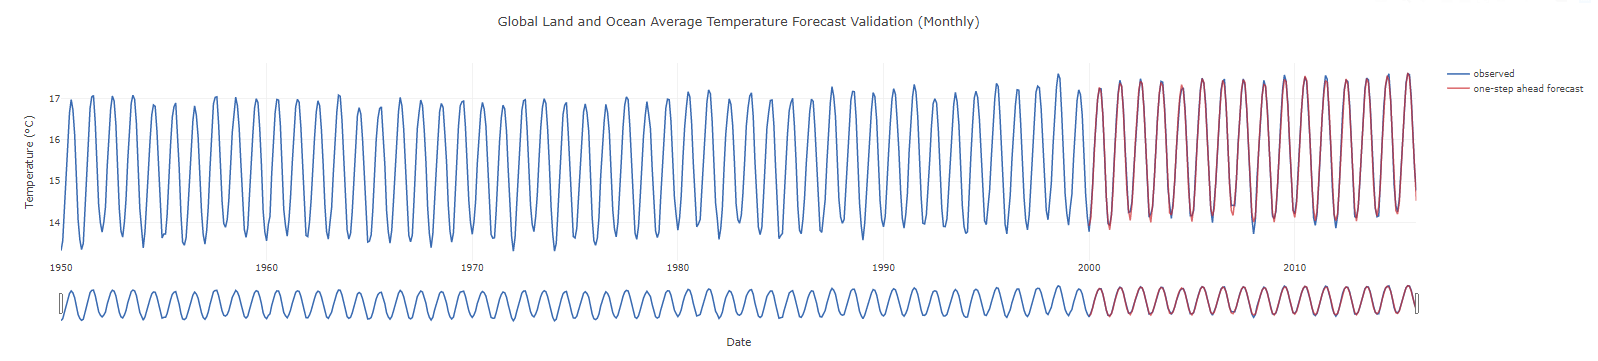 Global Land and Ocean Average Temperature Forecast Validation (Monthly)
observed
one-step ahead forecast
Temperature (°C)
17
16
15
14
1950 1960 1970 1980 1990 2000 2010
Date